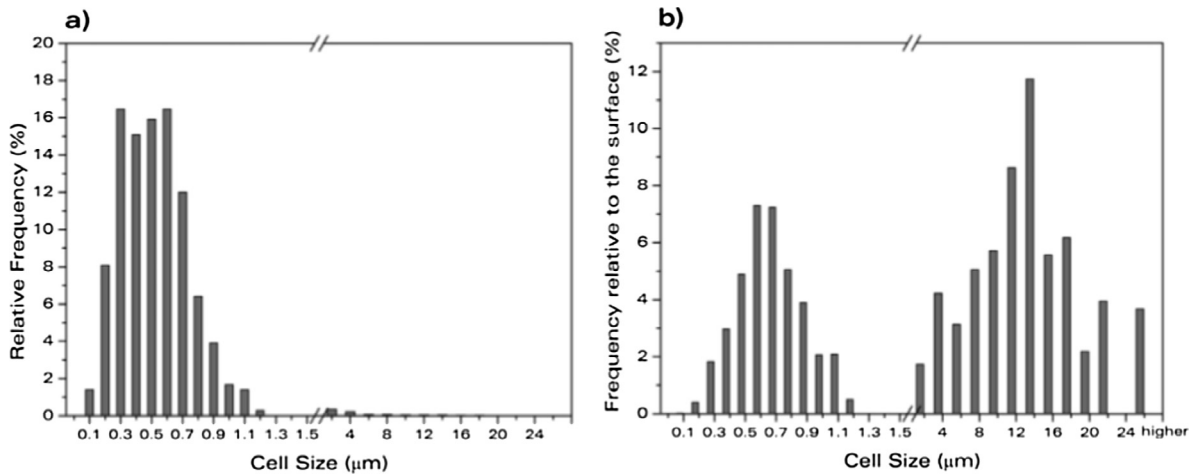 a)
Relative Frequency (%)
20
18
16
14
12
10
8
6
4
2
0
0.1 0.3 0.5 0.7 0.9 1.1 1.3 1.5 4 8 12 16 20 24
Cell Size (μm)
b)
Frequency relative to the surface (%)
12
10
8
6
4
2
0
0.1 0.3 0.5 0.7 0.9 1.1 1.3 1.5 4 8 12 16 20 24 higher
Cell Size (μm)